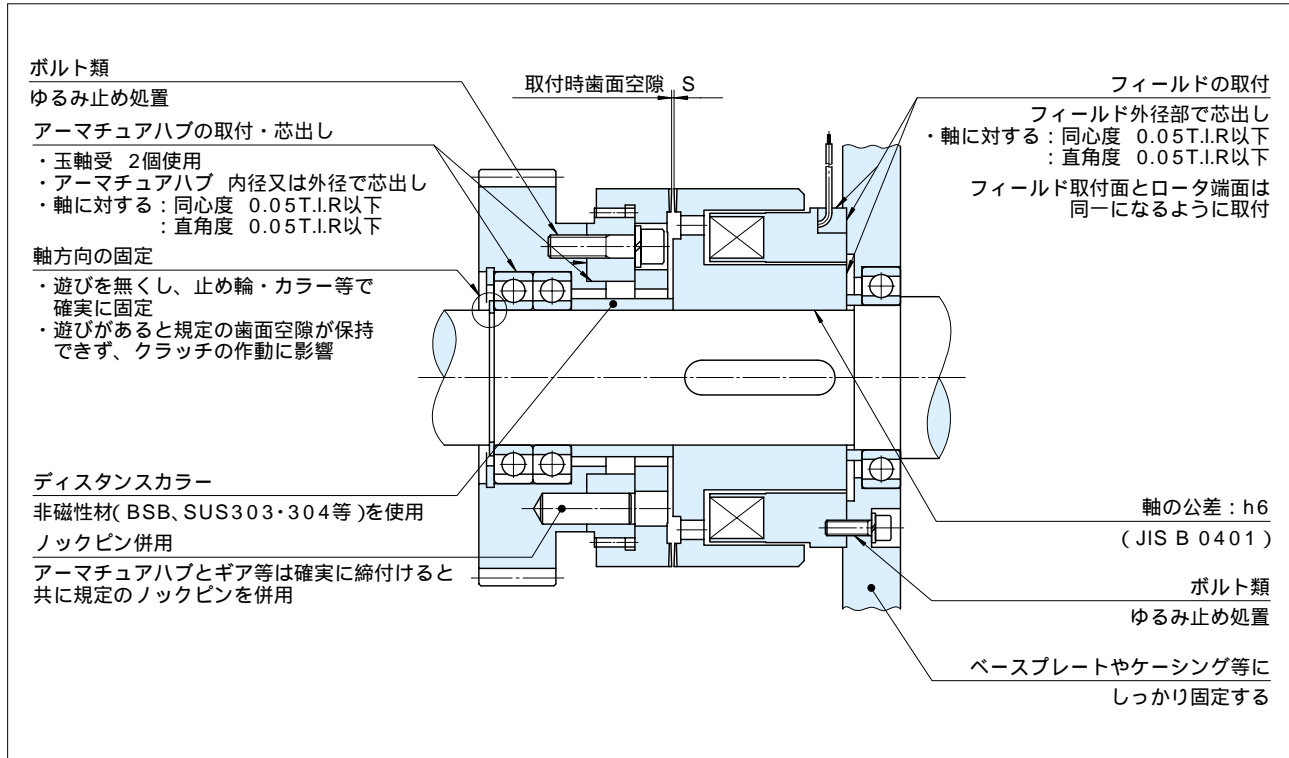 ボルト類
ゆるみ止め処置
アーマチュアハブの取付・芯出し
・玉軸受 2個使用
・アーマチュアハブ 内径又は外径で芯出し
・軸に対する：同心度 0.05T.I.R以下
：直角度 0.05T.I.R以下
軸方向の固定
・遊びを無くし、止め輪・カラー等で
確実に固定
・遊びがあると規定の歯面空隙が保持
できず、クラッチの作動に影響
ディスタンスカラー
非磁性材(BSB、SUS303・304等)を使用
ノックピン併用
アーマチュアハブとギア等は確実に締付けると
共に規定のノックピンを併用
取付時歯面空隙 S
フィールドの取付
フィールド外径部で芯出し
・軸に対する：同心度 0.05T.I.R以下
：直角度 0.05T.I.R以下
フィールド取付面とロータ端面は
同一になるように取付
軸の公差：h6
(JIS B 0401)
ボルト類
ゆるみ止め処置
ベースプレートやケーシング等に
しっかり固定する